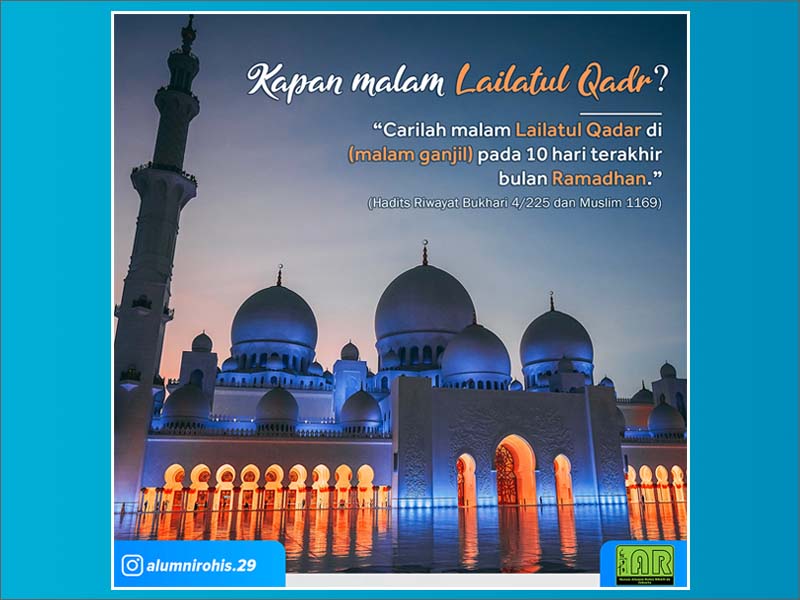 Kapan malam Lailatul Qadr?
“Carilah malam Lailatul Qadar di
(malam ganjil) pada 10 hari terakhir
bulan Ramadhan.”
(Hadits Riwayat Bukhari 4/225 dan Muslim 1169)
alumnirohis.29
AR